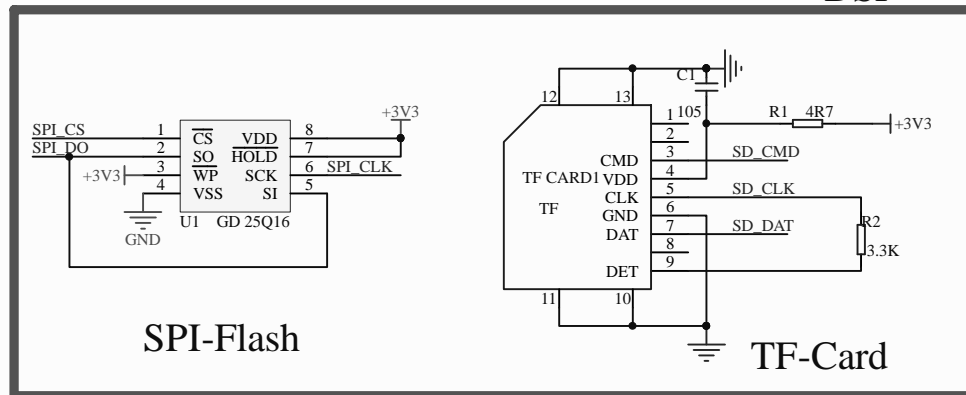 SPI_CS
SPI_DO
+3V3
1
2
3
4
CS
SO
WP
VSS
VDD
HOLD
SCK
SI
8
7
6
5
SPI_CLK
+3V3
GND
U1
GD 25Q16
SPI-Flash
12
13
C1
105
R1
4R7
+3V3
TF CARD1
TF
CMD
VDD
CLK
GND
DAT
DET
1
2
3
4
5
6
7
8
9
SD_CMD
SD_CLK
SD_DAT
R2
3.3K
11
10
TF-Card